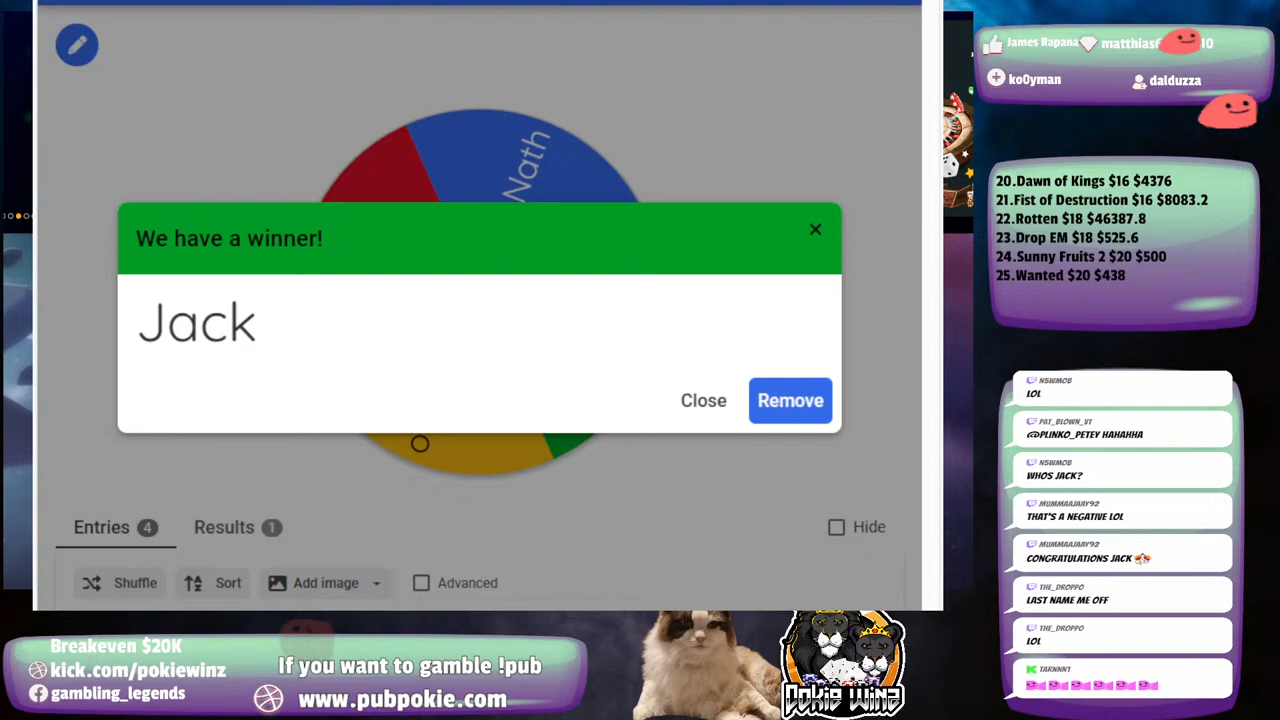 Nath
We have a winner!
Jack
Close
Remove
Entries 4
Results 1
Hide
Shuffle
Sort
Add image
Advanced
James Rapana
ko0yman
dalduzza
20.Dawn of Kings $16 $4376
21.Fist of Destruction $16 $8083.2
22.Rotten $18 $46387.8
23.Drop EM $18 $525.6
24.Sunny Fruits 2 $20 $500
25.Wanted $20 $438
N5WMOB
LOL
PAT_BLOWN_VT
@PLINKO_PETEY HAHAHHA
N5WMOB
WHOS JACK?
MUMMAAJAAY92
THAT'S A NEGATIVE LOL
MUMMAAJAAY92
CONGRATULATIONS JACK
THE_DROPPO
LAST NAME ME OFF
THE_DROPPO
LOL
TARNNNT
Breakeven $20K
kick.com/pokiewinz
gambling_legends
If you want to gamble !pub
www.pubpokie.com
Pokie Winz